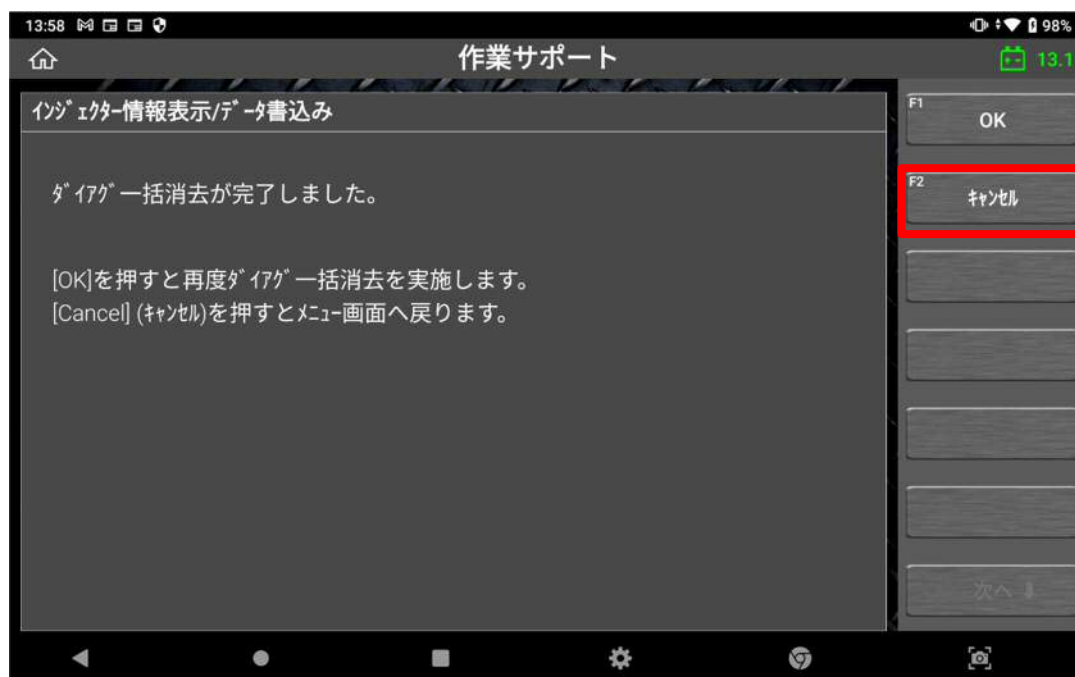 13:58
98%
作業サポート
13.1
ｲﾝｼﾞｪｸﾀｰ情報表示/ﾃﾞｰﾀ書込み
F1
OK
ﾀﾞｲｱｸﾞ一括消去が完了しました。
F2
ｷｬﾝｾﾙ
[OK]を押すと再度ﾀﾞｲｱｸﾞ一括消去を実施します。
[Cancel] (ｷｬﾝｾﾙ)を押すとﾒﾆｭｰ画面へ戻ります。
次へ ⬇